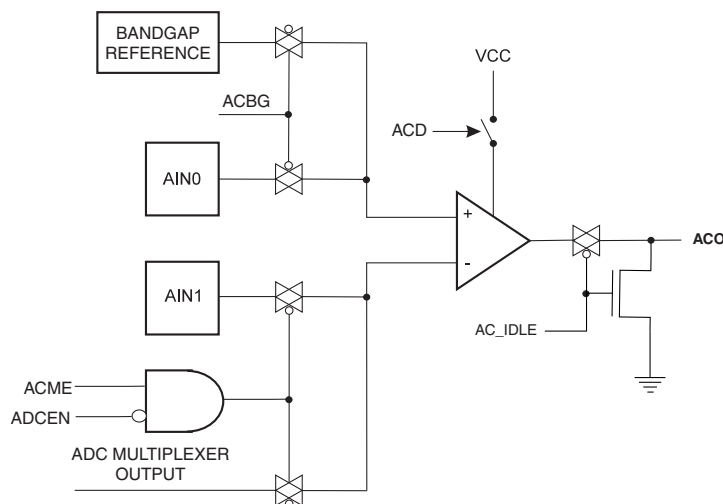 BANDGAP
REFERENCE
VCC
ACBG
ACD
AIN0
+
ACO
-
AIN1
AC_IDLE
ACME
ADCEN
ADC MULTIPLEXER
OUTPUT